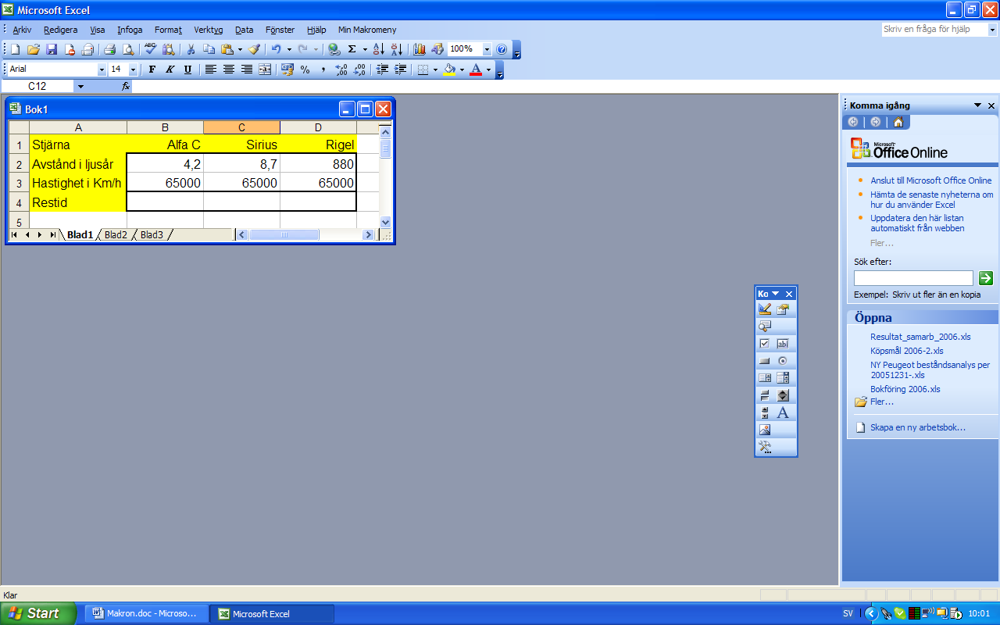 Microsoft Excel
Arkiv Redigera Visa Infoga Format Verktyg Data Fönster Hjälp Min Makromeny
Skriv en fråga för hjälp
100%
Arial 14 F K U
C12 fx
Bok1
A B C D
1 Stjärna Alfa C Sirius Rigel
2 Avstånd i ljusår 4,2 8,7 880
3 Hastighet i Km/h 65000 65000 65000
4 Restid
5
Blad1 Blad2 Blad3
Ko
Komma igång
Microsoft
Office Online
Anslut till Microsoft Office Online
Hämta de senaste nyheterna om
hur du använder Excel
Uppdatera den här listan
automatiskt från webben
Fler...
Sök efter:
Exempel: Skriv ut fler än en kopia
Öppna
Resultat_samarb_2006.xls
Köpsmål 2006-2.xls
NY Peugeot beståndsanalys per
20051231-.xls
Bokföring 2006.xls
Fler...
Skapa en ny arbetsbok...
Klar
Start Makron.doc - Microso... Microsoft Excel SV 10:01